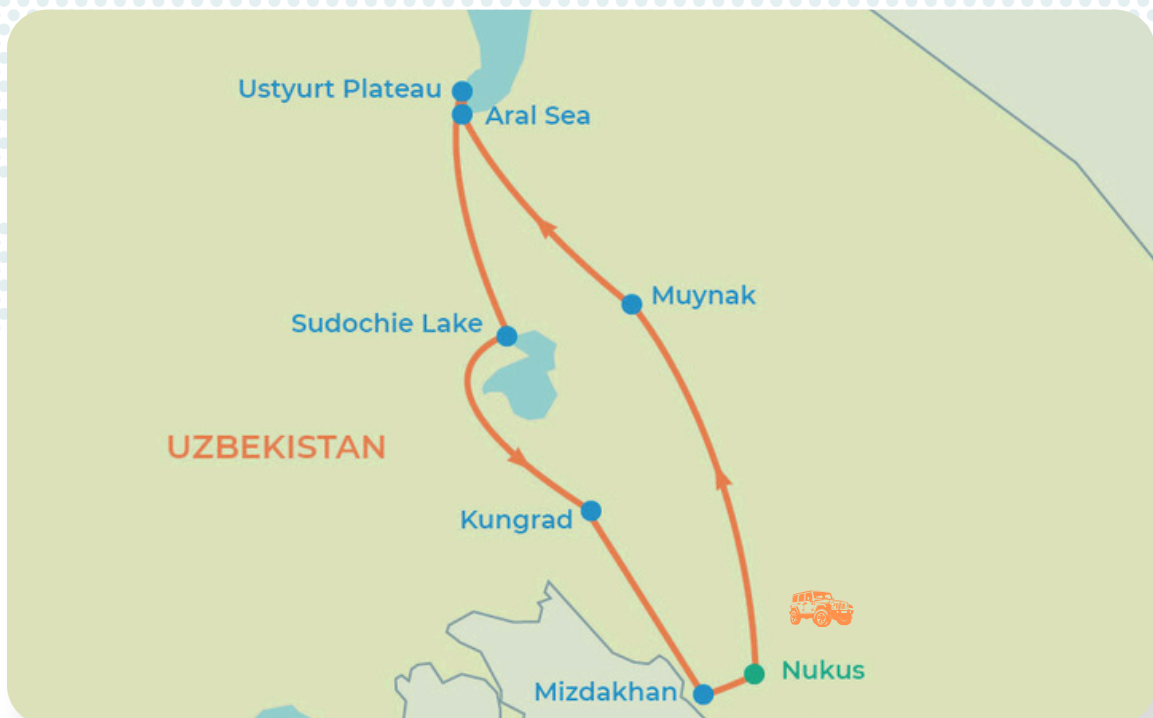 Ustyurt Plateau
Aral Sea
Muynak
Sudochie Lake
UZBEKISTAN
Kungrad
Nukus
Mizdakhan